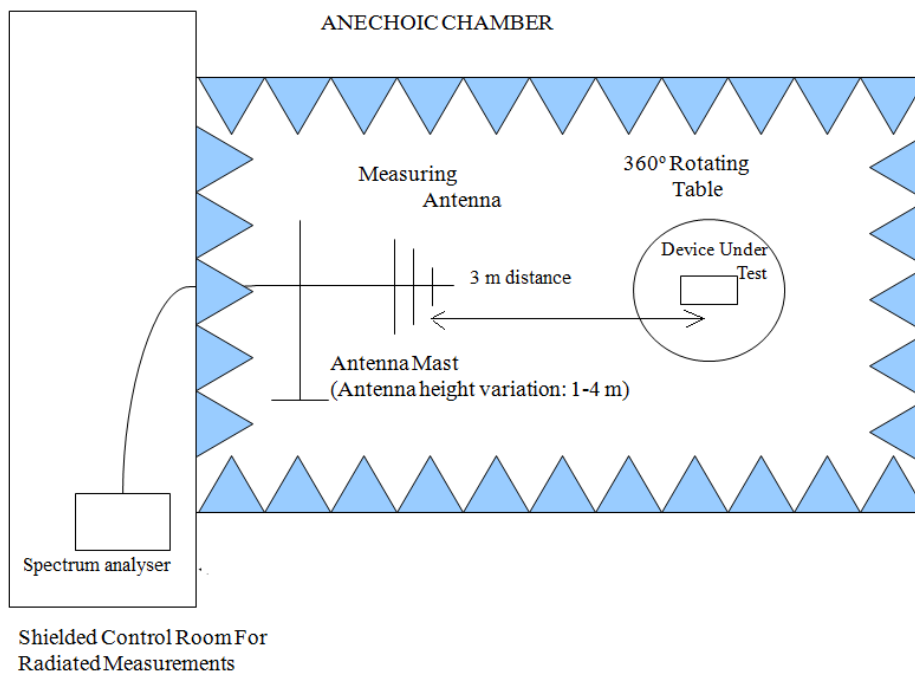 ANECHOIC CHAMBER
Measuring
Antenna
360º Rotating
Table
Device Under
Test
3 m distance
Antenna Mast
(Antenna height variation: 1-4 m)
Spectrum analyser
Shielded Control Room For
Radiated Measurements